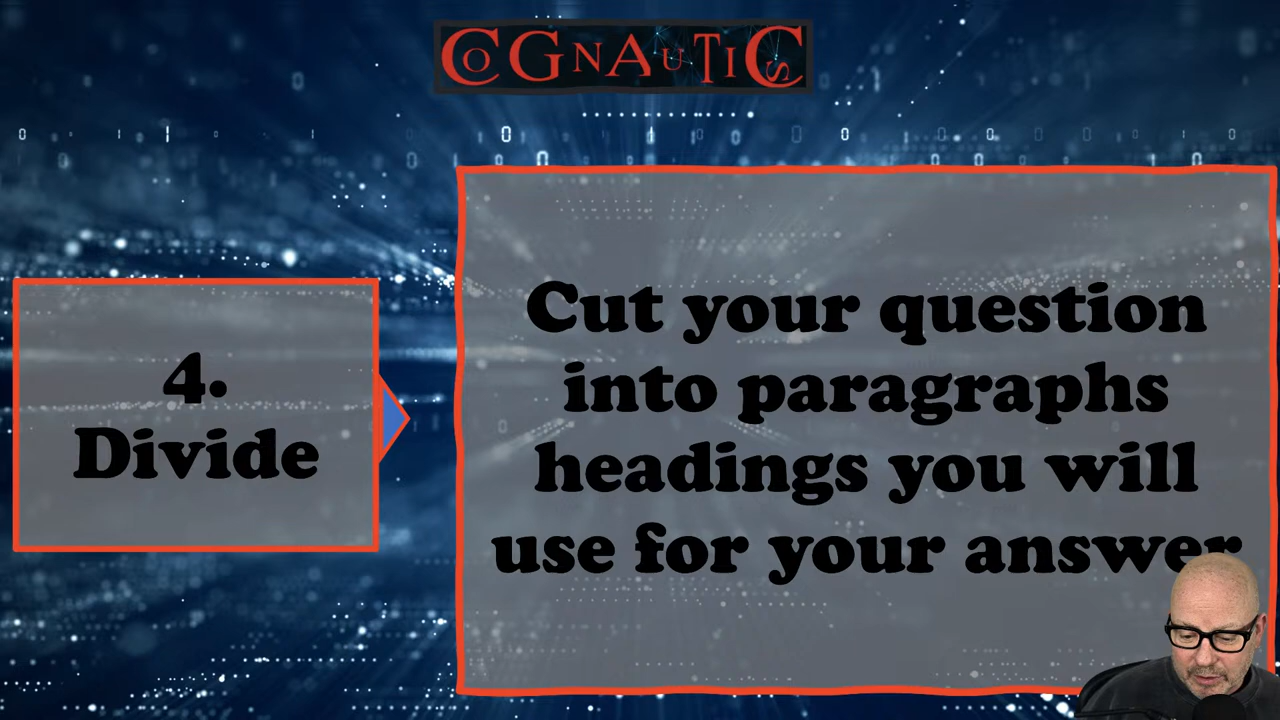 COGNAUTICS
4.
Divide
Cut your question
into paragraphs
headings you will
use for your answer